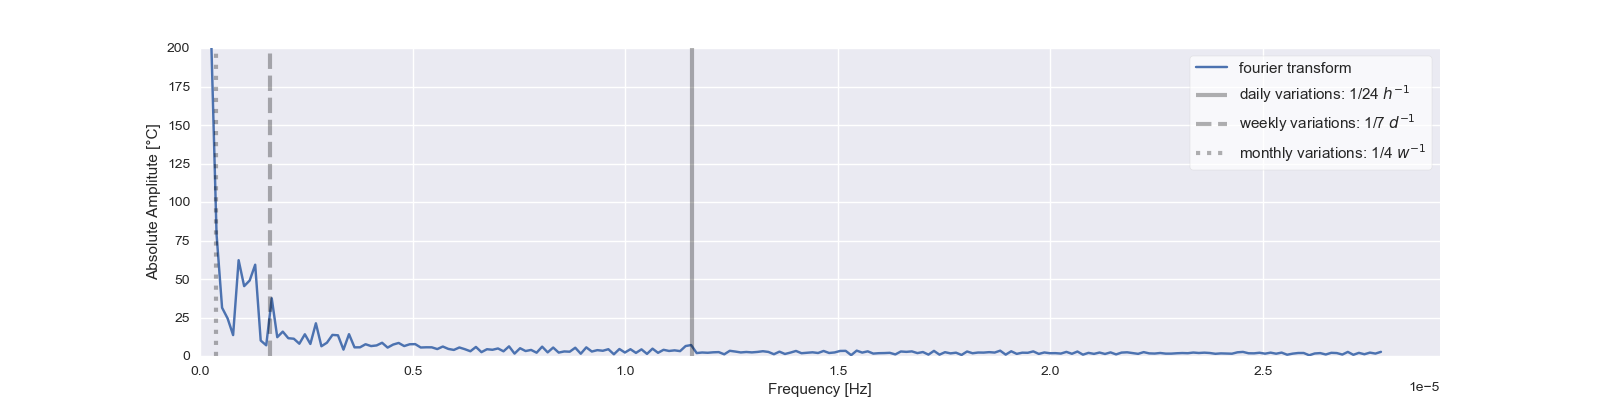 200
175
150
125
100
75
50
25
0
Absolute Amplitute [°C]
0.0 0.5 1.0 1.5 2.0 2.5
1e−5
Frequency [Hz]
fourier transform
daily variations: 1/24 h⁻¹
weekly variations: 1/7 d⁻¹
monthly variations: 1/4 w⁻¹